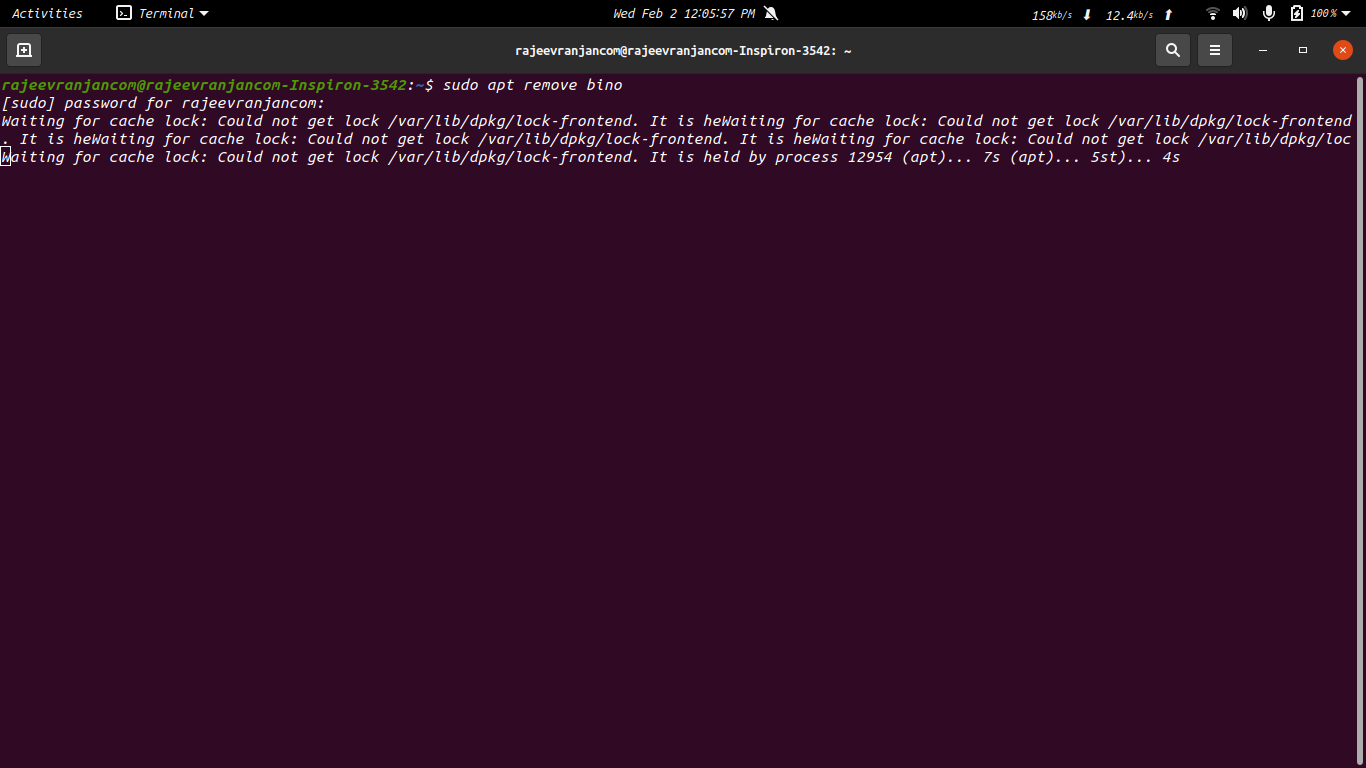 Activities Terminal Wed Feb 2 12:05:57 PM 158kb/s 12.4kb/s 100%
rajeevranjancom@rajeevranjancom-Inspiron-3542: ~
rajeevranjancom@rajeevranjancom-Inspiron-3542:~$ sudo apt remove bino
[sudo] password for rajeevranjancom:
Waiting for cache lock: Could not get lock /var/lib/dpkg/lock-frontend. It is heWaiting for cache lock: Could not get lock /var/lib/dpkg/lock-frontend
. It is heWaiting for cache lock: Could not get lock /var/lib/dpkg/lock-frontend. It is heWaiting for cache lock: Could not get lock /var/lib/dpkg/loc
Waiting for cache lock: Could not get lock /var/lib/dpkg/lock-frontend. It is held by process 12954 (apt)... 7s (apt)... 5st)... 4s